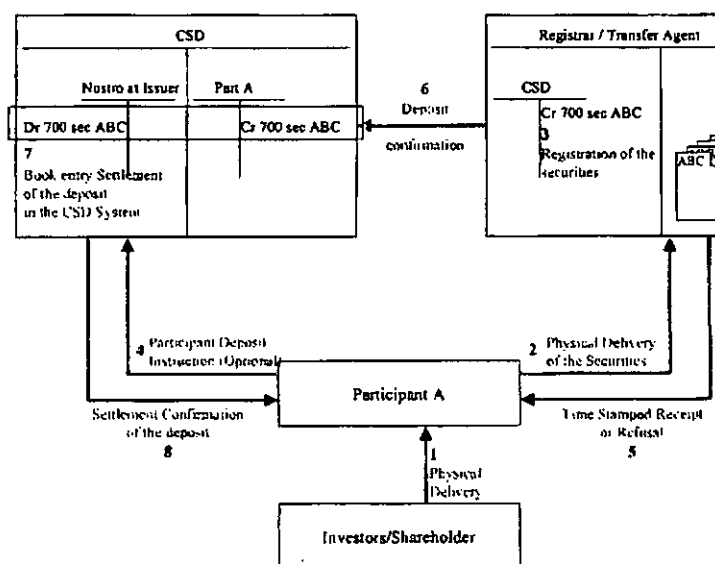 CSD
Nostro at Issuer
Part A
Dr 700 sec ABC
Cr 700 sec ABC
7
Book entry Settlement
of the deposit
in the CSD System
6
Deposit
confirmation
Registrar / Transfer Agent
CSD
Cr 700 sec ABC
3
Registration of the
securities
ABC
4 Participant Deposit
Instruction (Optional)
2 Physical Delivery
of the Securities
Participant A
Settlement Confirmation
of the deposit
8
Time Stamped Receipt
or Refusal
5
1
Physical
Delivery
Investors/Shareholder